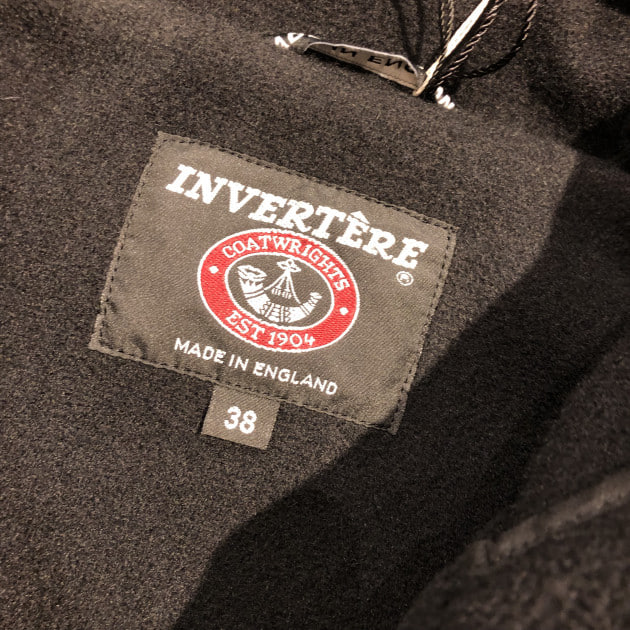 INVERTÈRE®
COATWRIGHTS
EST 1904
MADE IN ENGLAND
38